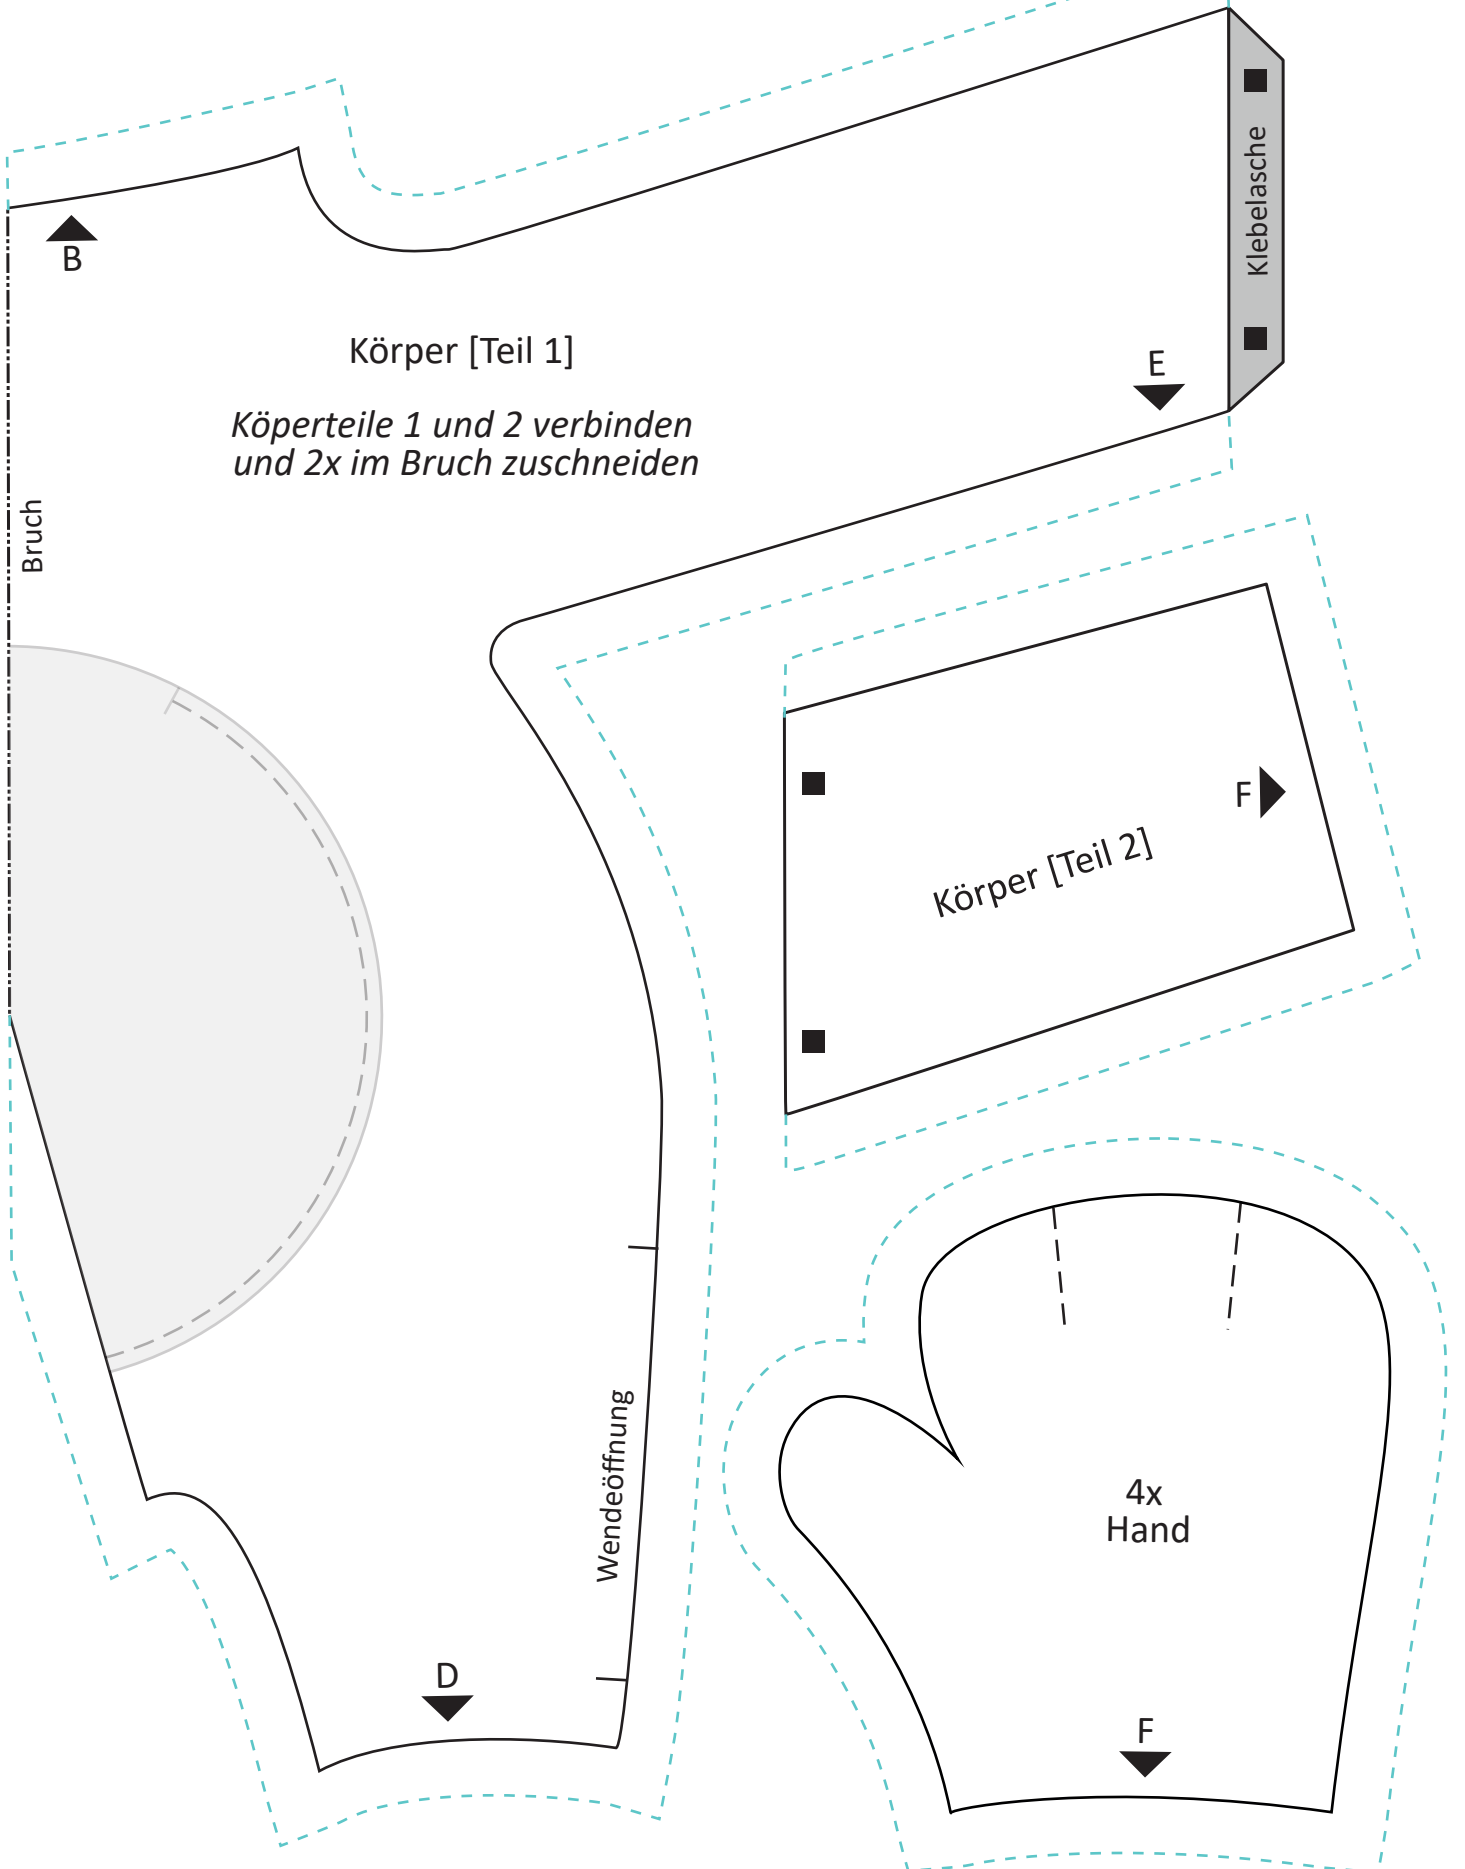 B
Klebelasche
Körper [Teil 1]
E
Köperteile 1 und 2 verbinden
und 2x im Bruch zuschneiden
Bruch
F
Körper [Teil 2]
Wendeöffnung
4x
Hand
D
F